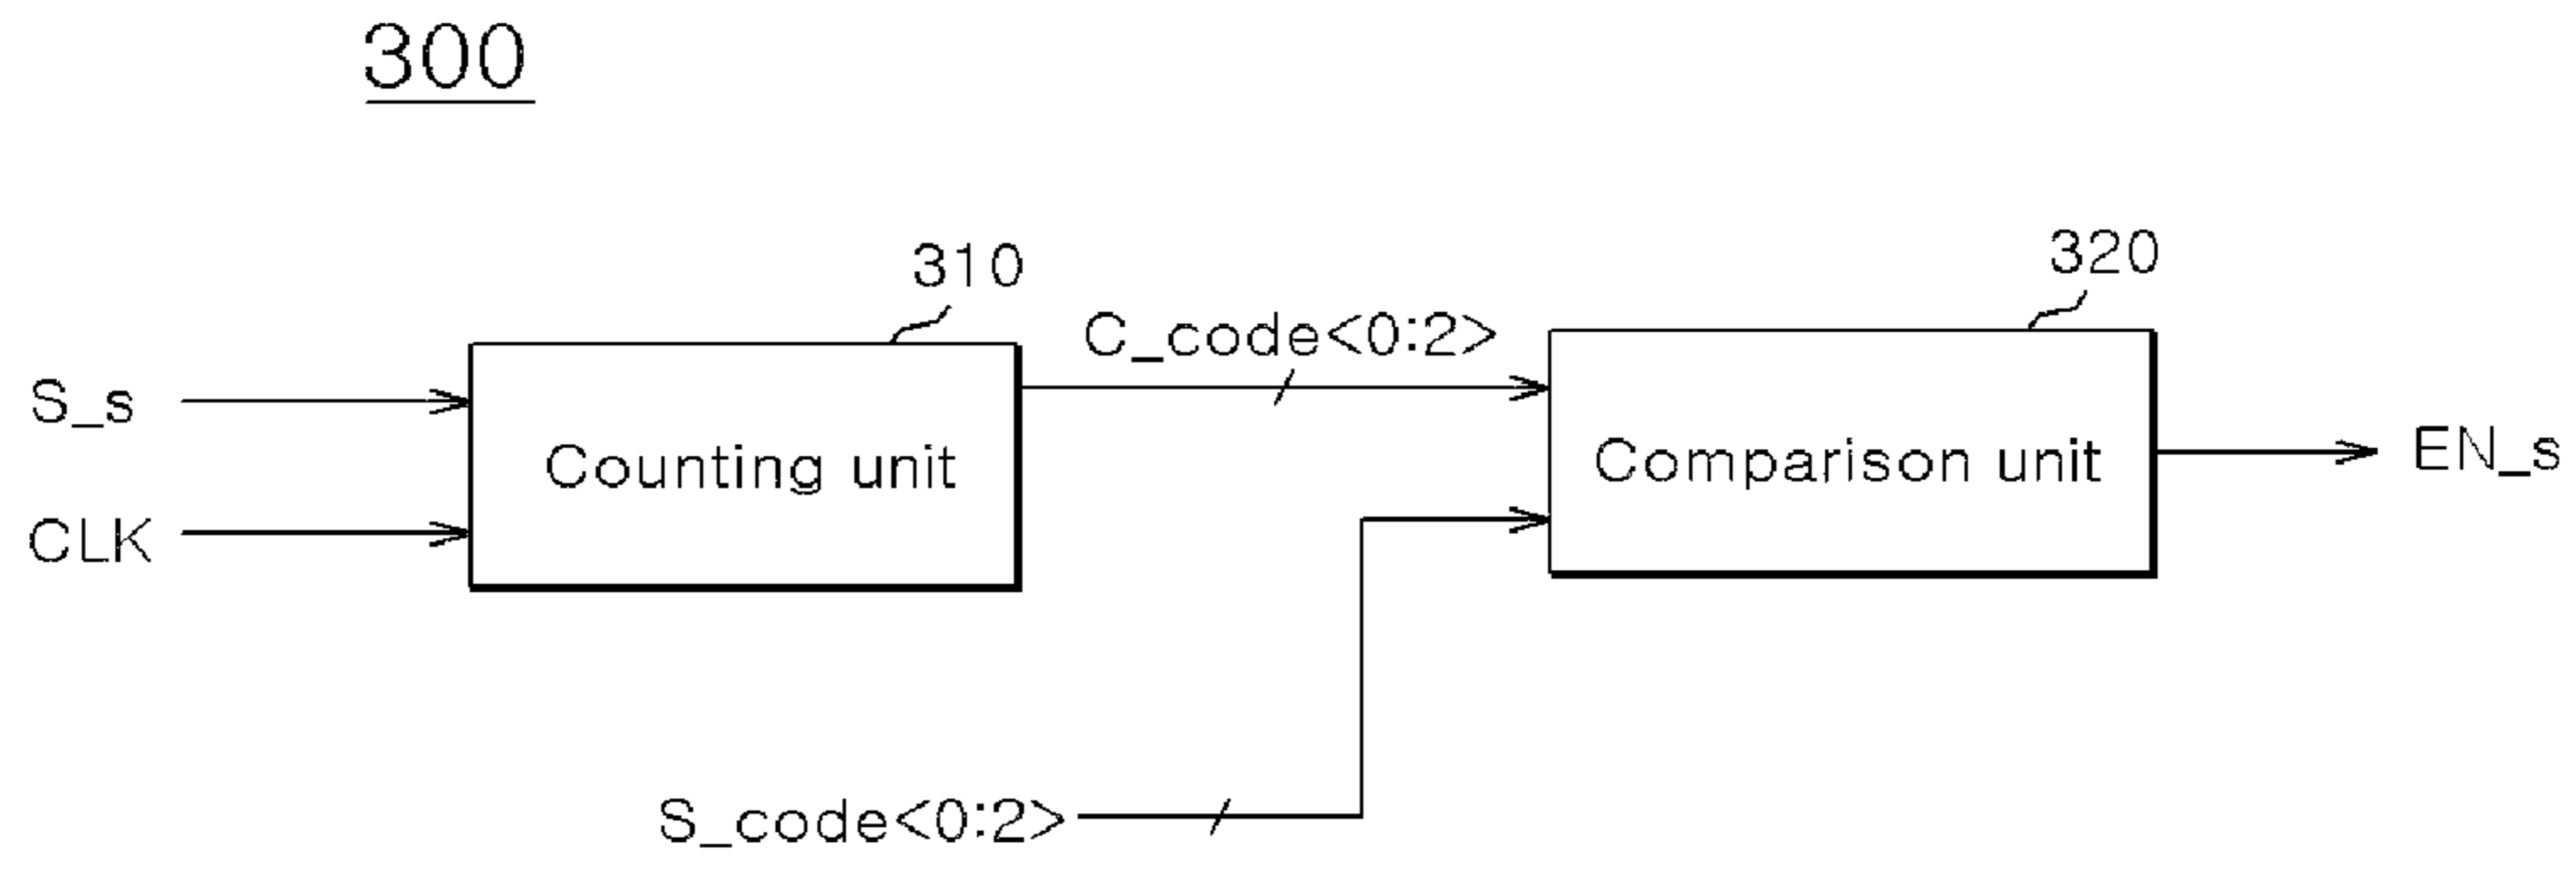 300
310
320
C_code<0:2>
S_s
Counting unit
Comparison unit
EN_s
CLK
S_code<0:2>